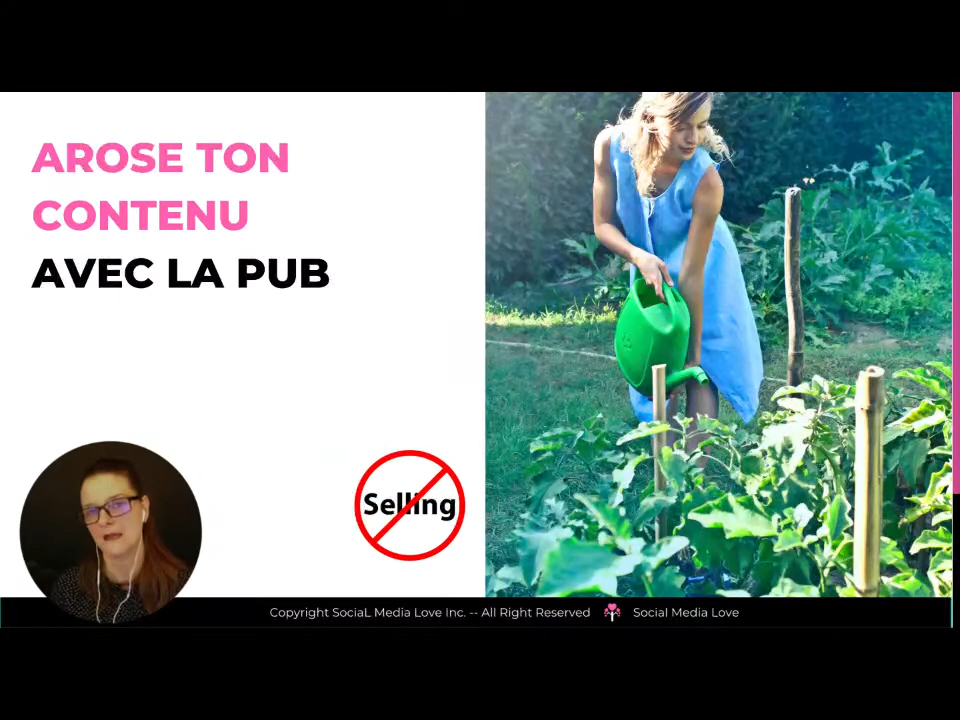 AROSE TON
CONTENU
AVEC LA PUB
Selling
Copyright SociaL Media Love Inc. -- All Right Reserved Social Media Love